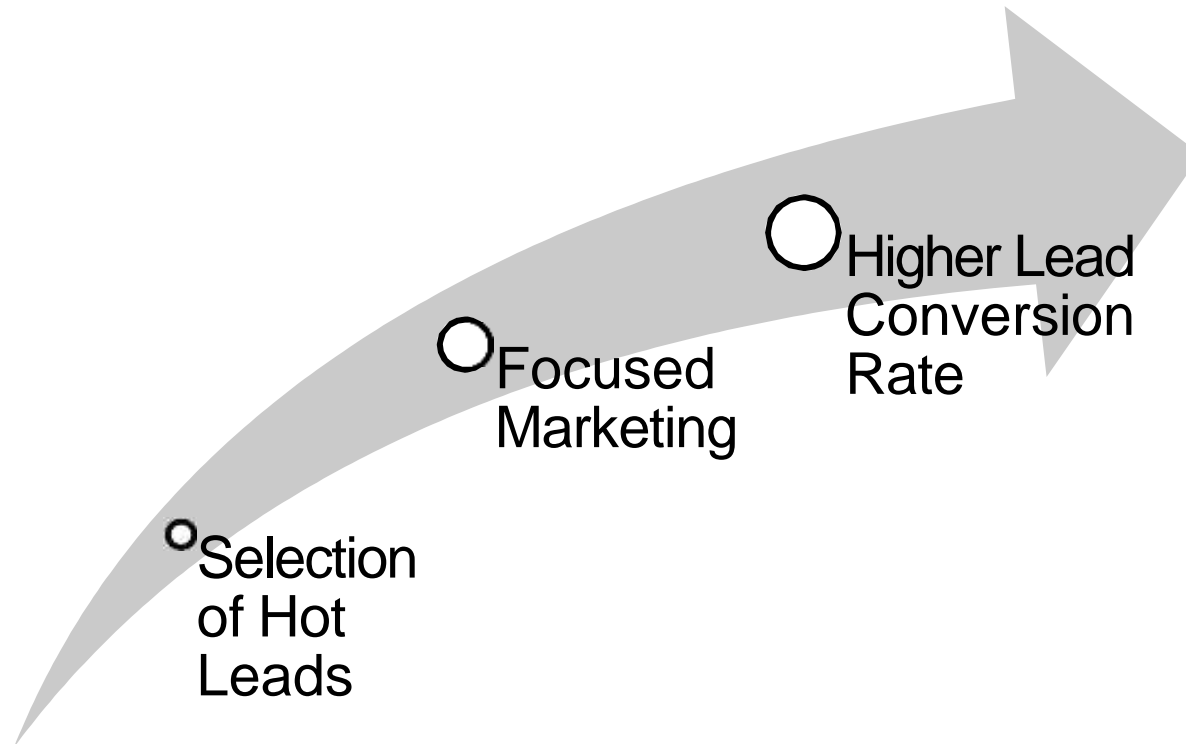 Higher Lead
Conversion
Rate
Focused
Marketing
Selection
of Hot
Leads